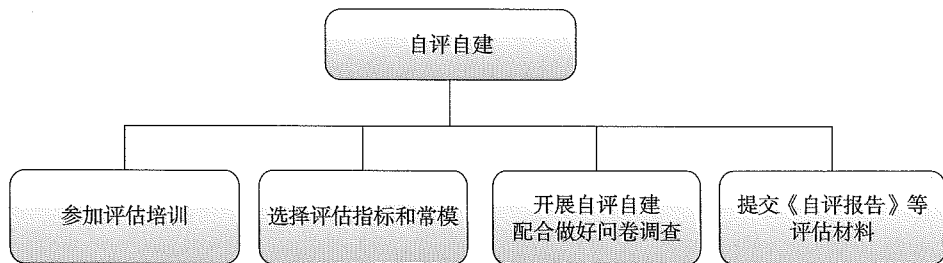 自评自建
参加评估培训
选择评估指标和常模
开展自评自建
配合做好问卷调查
提交《自评报告》等
评估材料